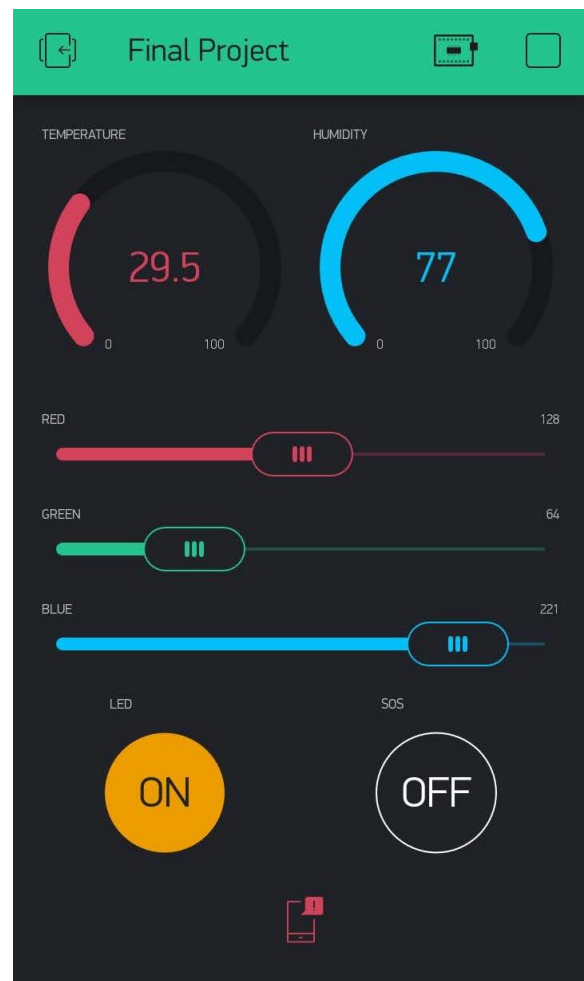 Final Project
TEMPERATURE
HUMIDITY
29.5
77
0
100
0
100
RED
128
GREEN
64
BLUE
221
LED
SOS
ON
OFF
!